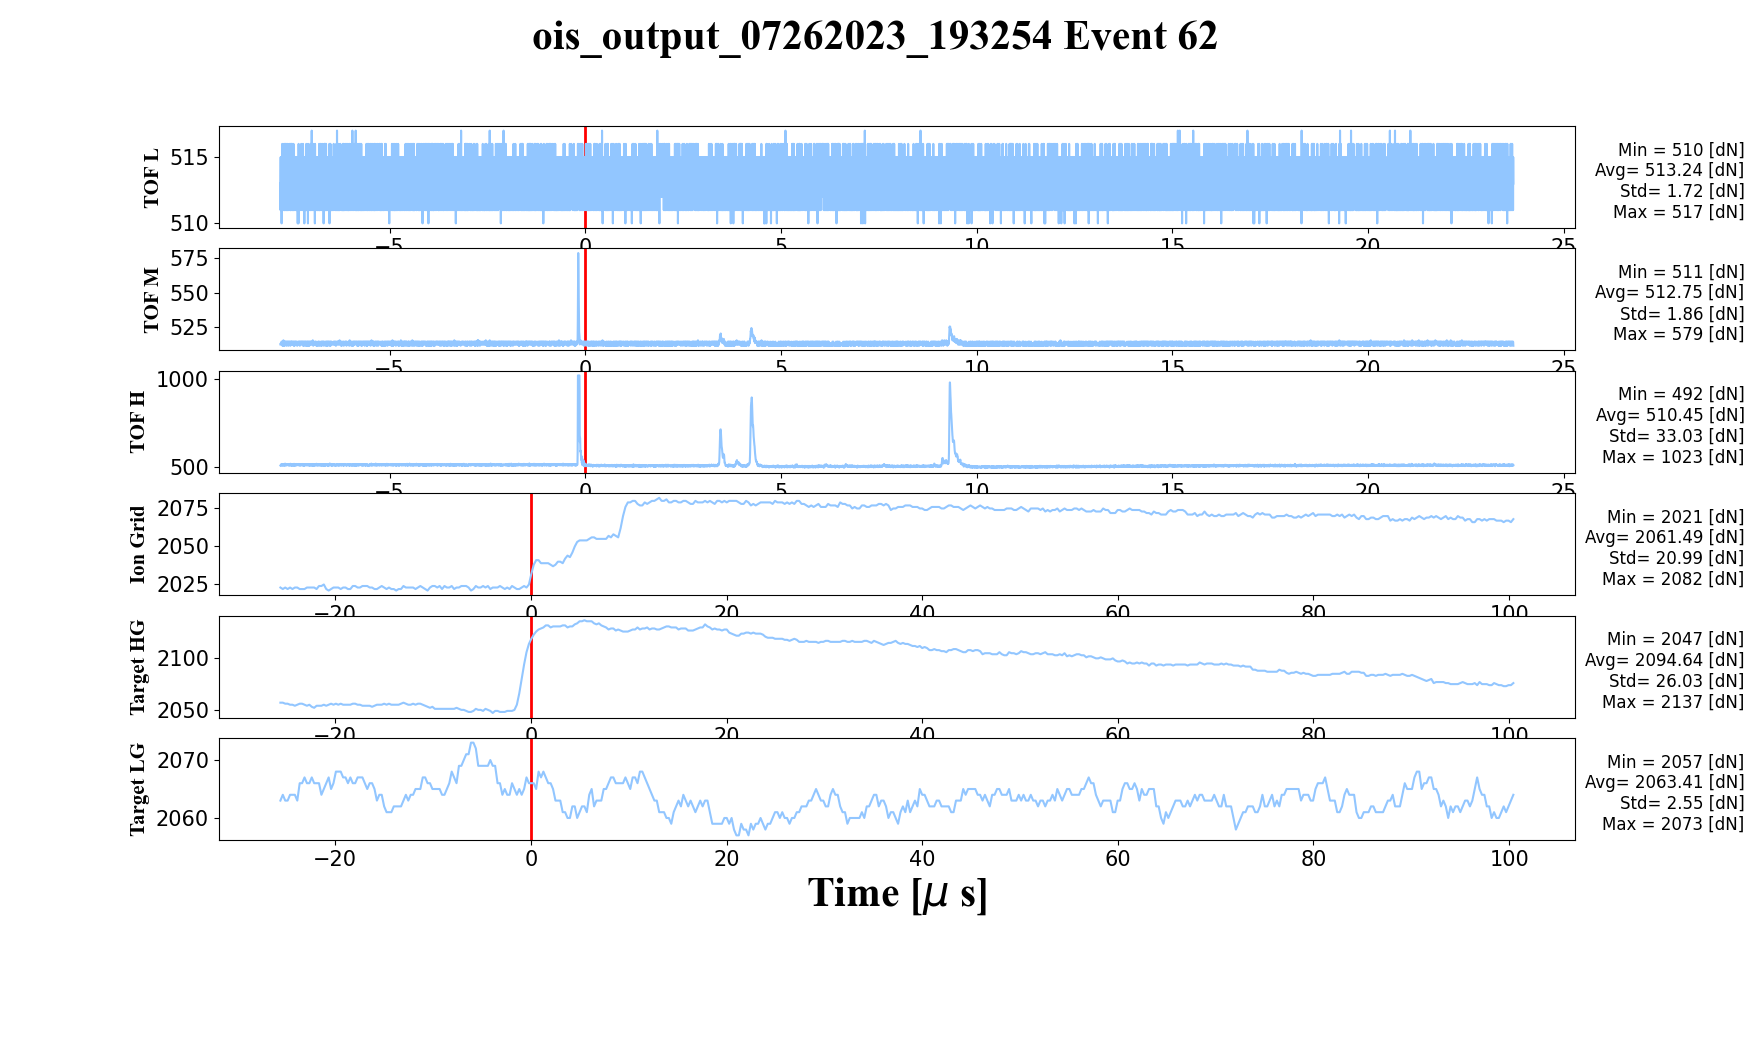 ois_output_07262023_193254 Event 62
TOF L
515
510
Min = 510 [dN]
Avg= 513.24 [dN]
Std= 1.72 [dN]
Max = 517 [dN]
−5 0 5 10 15 20 25
TOF M
575
550
525
Min = 511 [dN]
Avg= 512.75 [dN]
Std= 1.86 [dN]
Max = 579 [dN]
−5 0 5 10 15 20 25
TOF H
1000
500
Min = 492 [dN]
Avg= 510.45 [dN]
Std= 33.03 [dN]
Max = 1023 [dN]
−5 0 5 10 15 20 25
Ion Grid
2075
2050
2025
Min = 2021 [dN]
Avg= 2061.49 [dN]
Std= 20.99 [dN]
Max = 2082 [dN]
−20 0 20 40 60 80 100
Target HG
2100
2050
Min = 2047 [dN]
Avg= 2094.64 [dN]
Std= 26.03 [dN]
Max = 2137 [dN]
−20 0 20 40 60 80 100
Target LG
2070
2060
Min = 2057 [dN]
Avg= 2063.41 [dN]
Std= 2.55 [dN]
Max = 2073 [dN]
−20 0 20 40 60 80 100
Time [μ s]